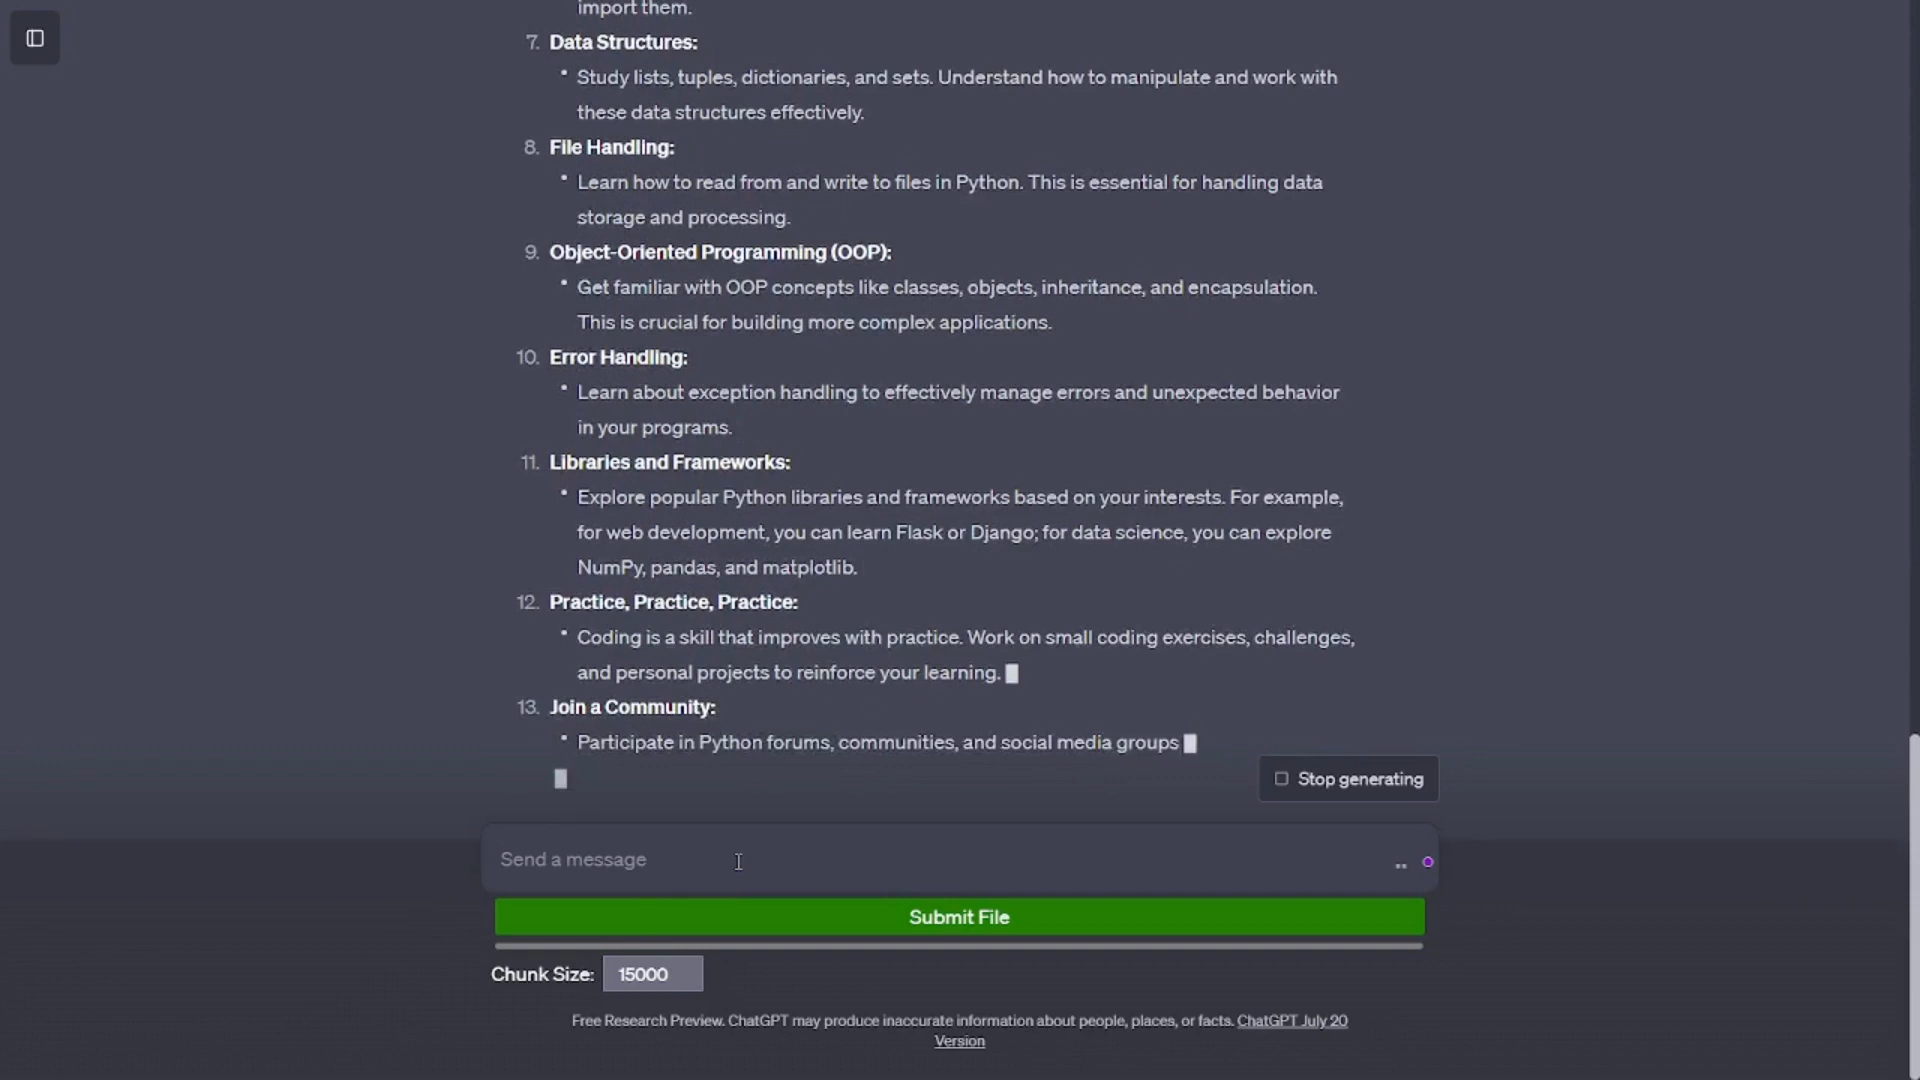 import them.
7. Data Structures:
• Study lists, tuples, dictionaries, and sets. Understand how to manipulate and work with
these data structures effectively.
8. File Handling:
• Learn how to read from and write to files in Python. This is essential for handling data
storage and processing.
9. Object-Oriented Programming (OOP):
• Get familiar with OOP concepts like classes, objects, inheritance, and encapsulation.
This is crucial for building more complex applications.
10. Error Handling:
• Learn about exception handling to effectively manage errors and unexpected behavior
in your programs.
11. Libraries and Frameworks:
• Explore popular Python libraries and frameworks based on your interests. For example,
for web development, you can learn Flask or Django; for data science, you can explore
NumPy, pandas, and matplotlib.
12. Practice, Practice, Practice:
• Coding is a skill that improves with practice. Work on small coding exercises, challenges,
and personal projects to reinforce your learning.
13. Join a Community:
• Participate in Python forums, communities, and social media groups
Stop generating
Send a message
Submit File
Chunk Size: 15000
Free Research Preview. ChatGPT may produce inaccurate information about people, places, or facts. ChatGPT July 20
Version